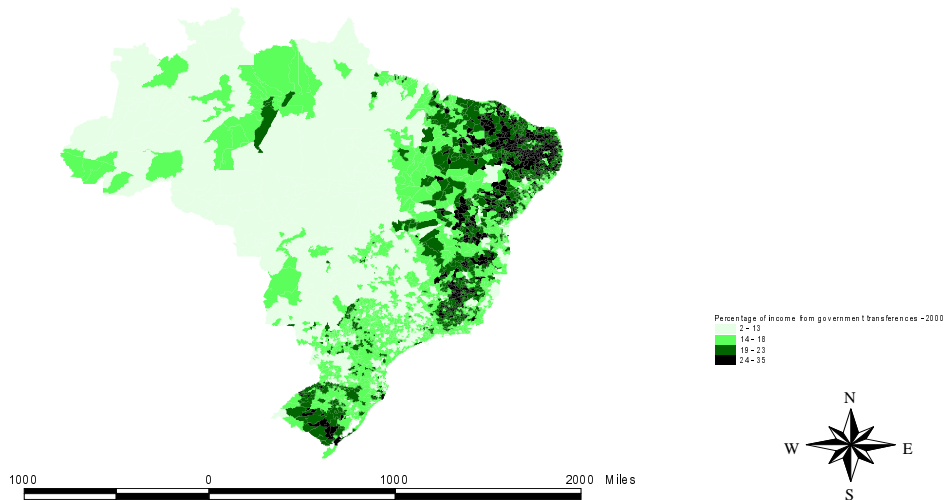 Percentage of income from government transferences - 2000
2 - 13
14 - 18
19 - 23
24 - 35
N
W
E
S
1000 0 1000 2000 Miles